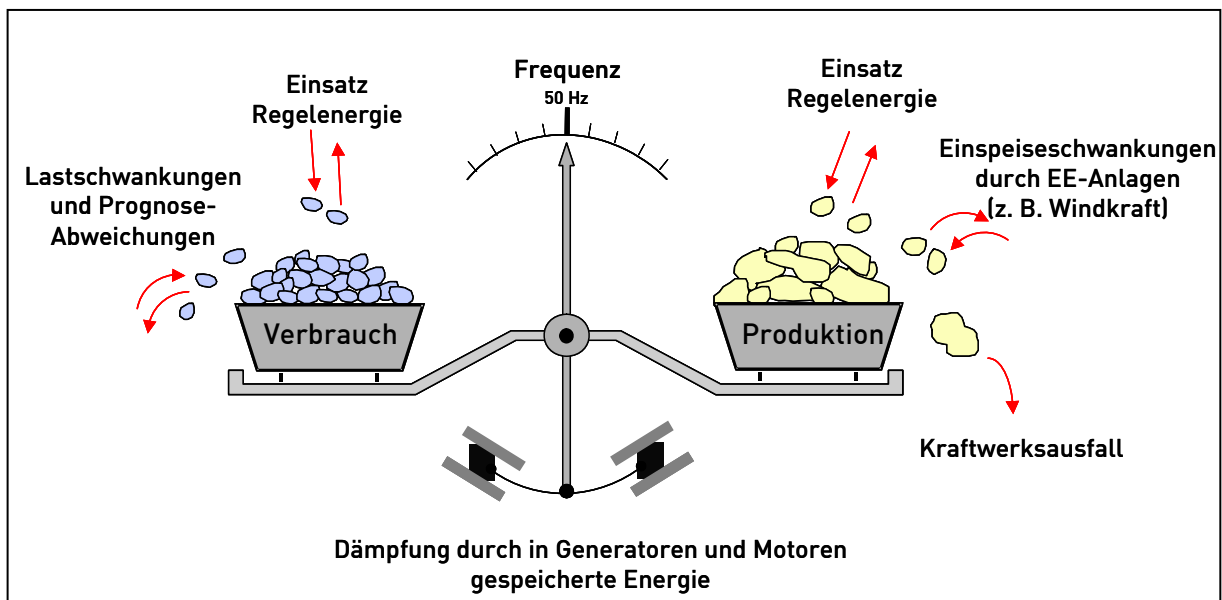 Einsatz
Regelenergie
Lastschwankungen
und Prognose-
Abweichungen
Verbrauch
Frequenz
50 Hz
Einsatz
Regelenergie
Einspeiseschwankungen
durch EE-Anlagen
(z. B. Windkraft)
Produktion
Kraftwerksausfall
Dämpfung durch in Generatoren und Motoren
gespeicherte Energie